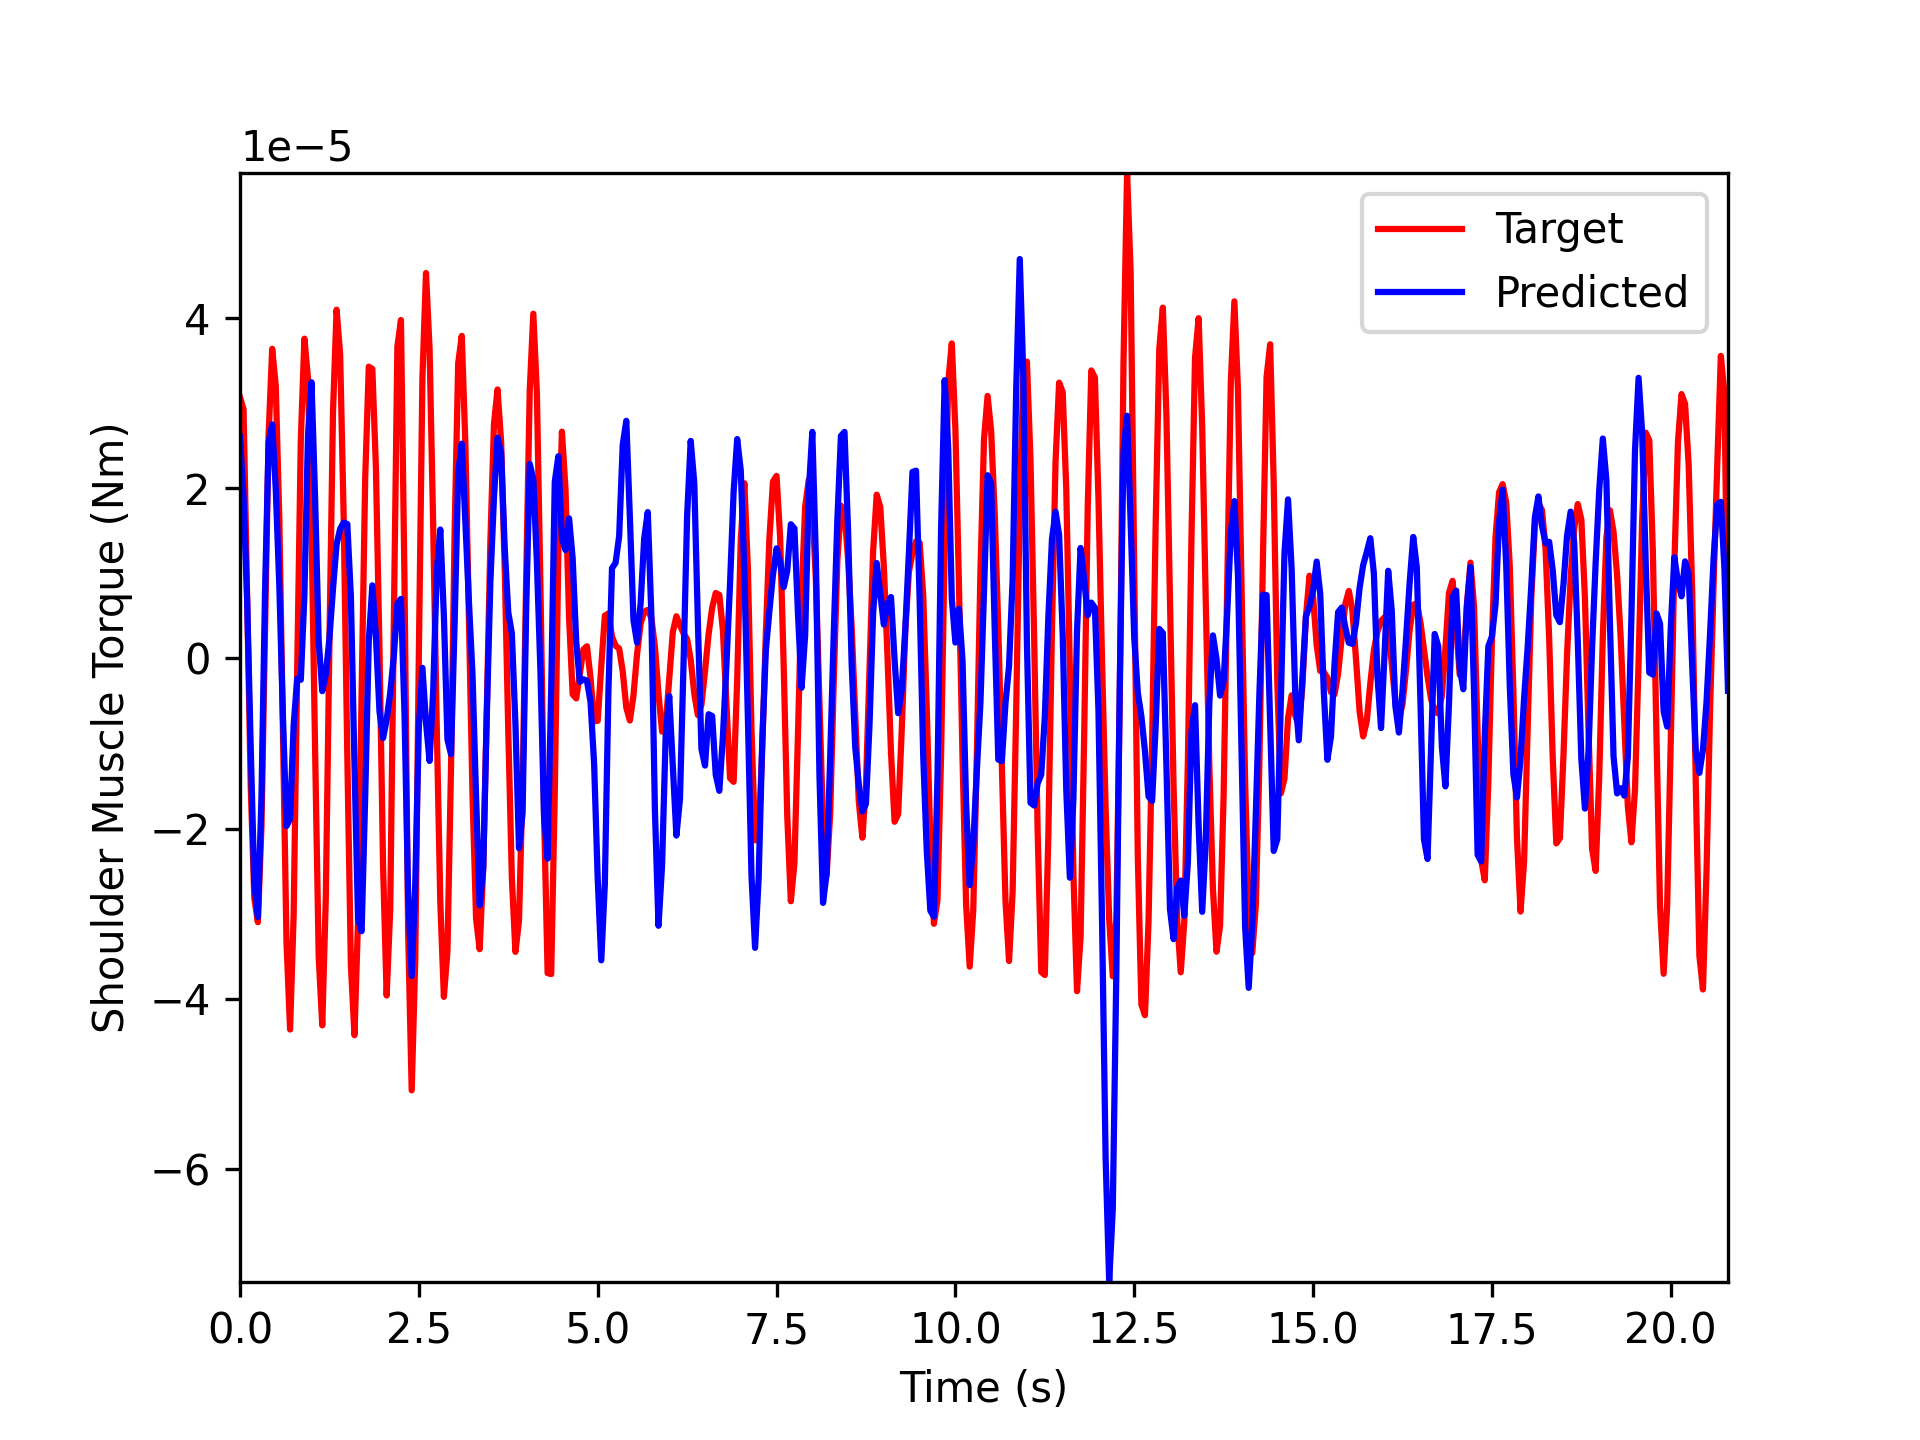 1e−5
Target
Predicted
4
2
0
−2
−4
−6
Shoulder Muscle Torque (Nm)
0.0 2.5 5.0 7.5 10.0 12.5 15.0 17.5 20.0
Time (s)